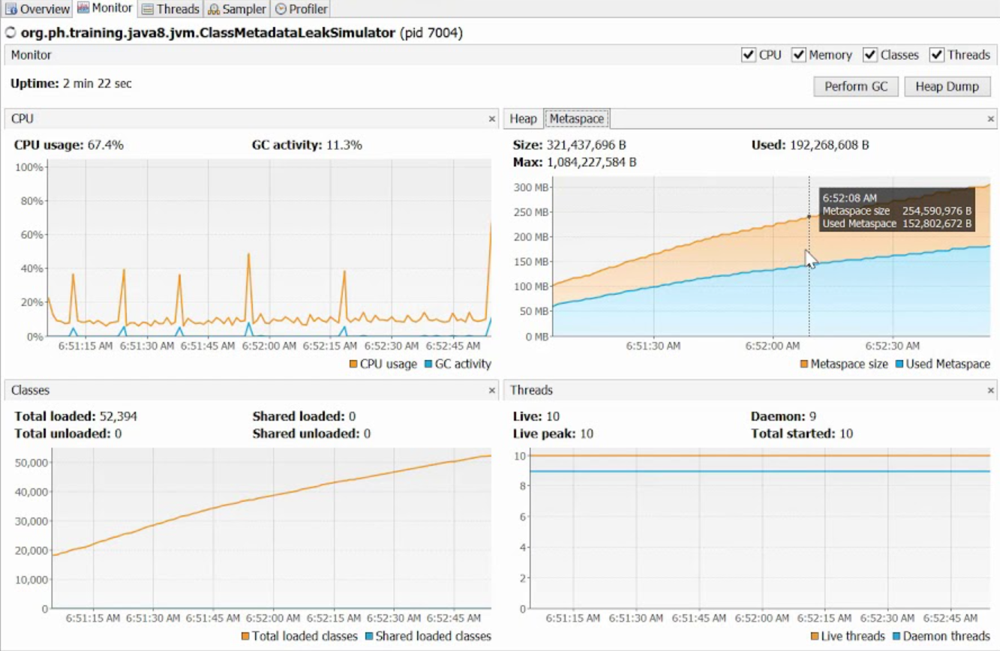 Overview Monitor Threads Sampler Profiler
org.ph.training.java8.jvm.ClassMetadataLeakSimulator (pid 7004)
Monitor
CPU Memory Classes Threads
Uptime: 2 min 22 sec
Perform GC Heap Dump
CPU ×
CPU usage: 67.4% GC activity: 11.3%
100%
80%
60%
40%
20%
0%
6:51:15 AM 6:51:30 AM 6:51:45 AM 6:52:00 AM 6:52:15 AM 6:52:30 AM 6:52:45 AM
CPU usage GC activity
Heap Metaspace ×
Size: 321,437,696 B Used: 192,268,608 B
Max: 1,084,227,584 B
300 MB
250 MB
200 MB
150 MB
100 MB
50 MB
0 MB
6:52:08 AM
Metaspace size 254,590,976 B
Used Metaspace 152,802,672 B
6:51:30 AM 6:52:00 AM 6:52:30 AM
Metaspace size Used Metaspace
Classes ×
Total loaded: 52,394 Shared loaded: 0
Total unloaded: 0 Shared unloaded: 0
50,000
40,000
30,000
20,000
10,000
0
6:51:15 AM 6:51:30 AM 6:51:45 AM 6:52:00 AM 6:52:15 AM 6:52:30 AM 6:52:45 AM
Total loaded classes Shared loaded classes
Threads ×
Live: 10 Daemon: 9
Live peak: 10 Total started: 10
10
8
6
4
2
0
6:51:15 AM 6:51:30 AM 6:51:45 AM 6:52:00 AM 6:52:15 AM 6:52:30 AM 6:52:45 AM
Live threads Daemon threads